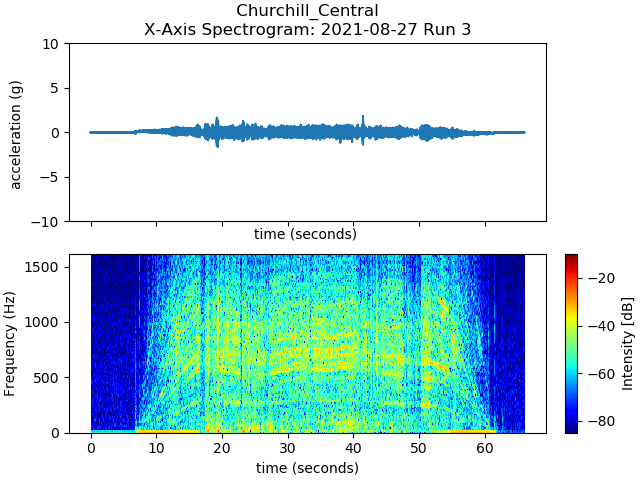 Churchill_Central
X-Axis Spectrogram: 2021-08-27 Run 3
10
5
0
−5
−10
acceleration (g)
time (seconds)
1500
1000
500
0
Frequency (Hz)
0 10 20 30 40 50 60
time (seconds)
−20
−40
−60
−80
Intensity [dB]